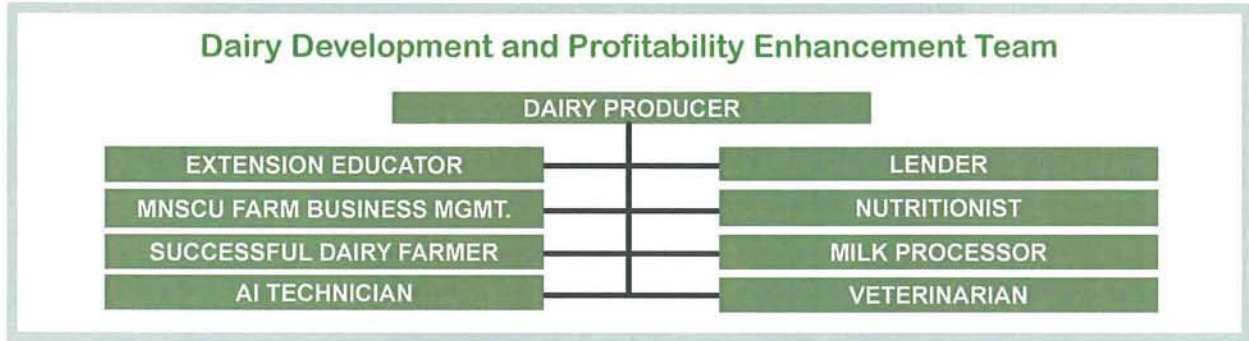 Dairy Development and Profitability Enhancement Team
DAIRY PRODUCER
EXTENSION EDUCATOR
LENDER
MNSCU FARM BUSINESS MGMT.
NUTRITIONIST
SUCCESSFUL DAIRY FARMER
MILK PROCESSOR
AI TECHNICIAN
VETERINARIAN